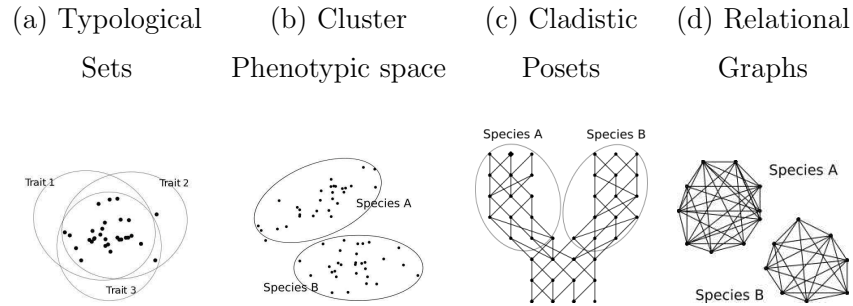 (a) Typological
Sets
(b) Cluster
Phenotypic space
(c) Cladistic
Posets
(d) Relational
Graphs
Trait 1
Trait 2
Trait 3
Species A
Species B
Species A
Species B
Species A
Species B